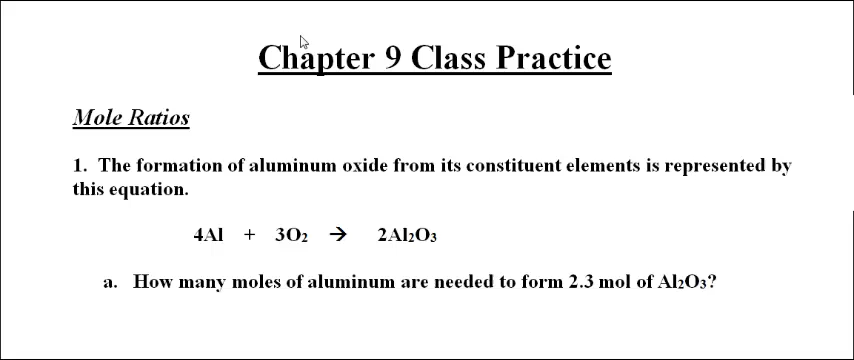 Chapter 9 Class Practice
Mole Ratios
1. The formation of aluminum oxide from its constituent elements is represented by
this equation.
4Al + 3O₂ → 2Al₂O₃
a. How many moles of aluminum are needed to form 2.3 mol of Al₂O₃?